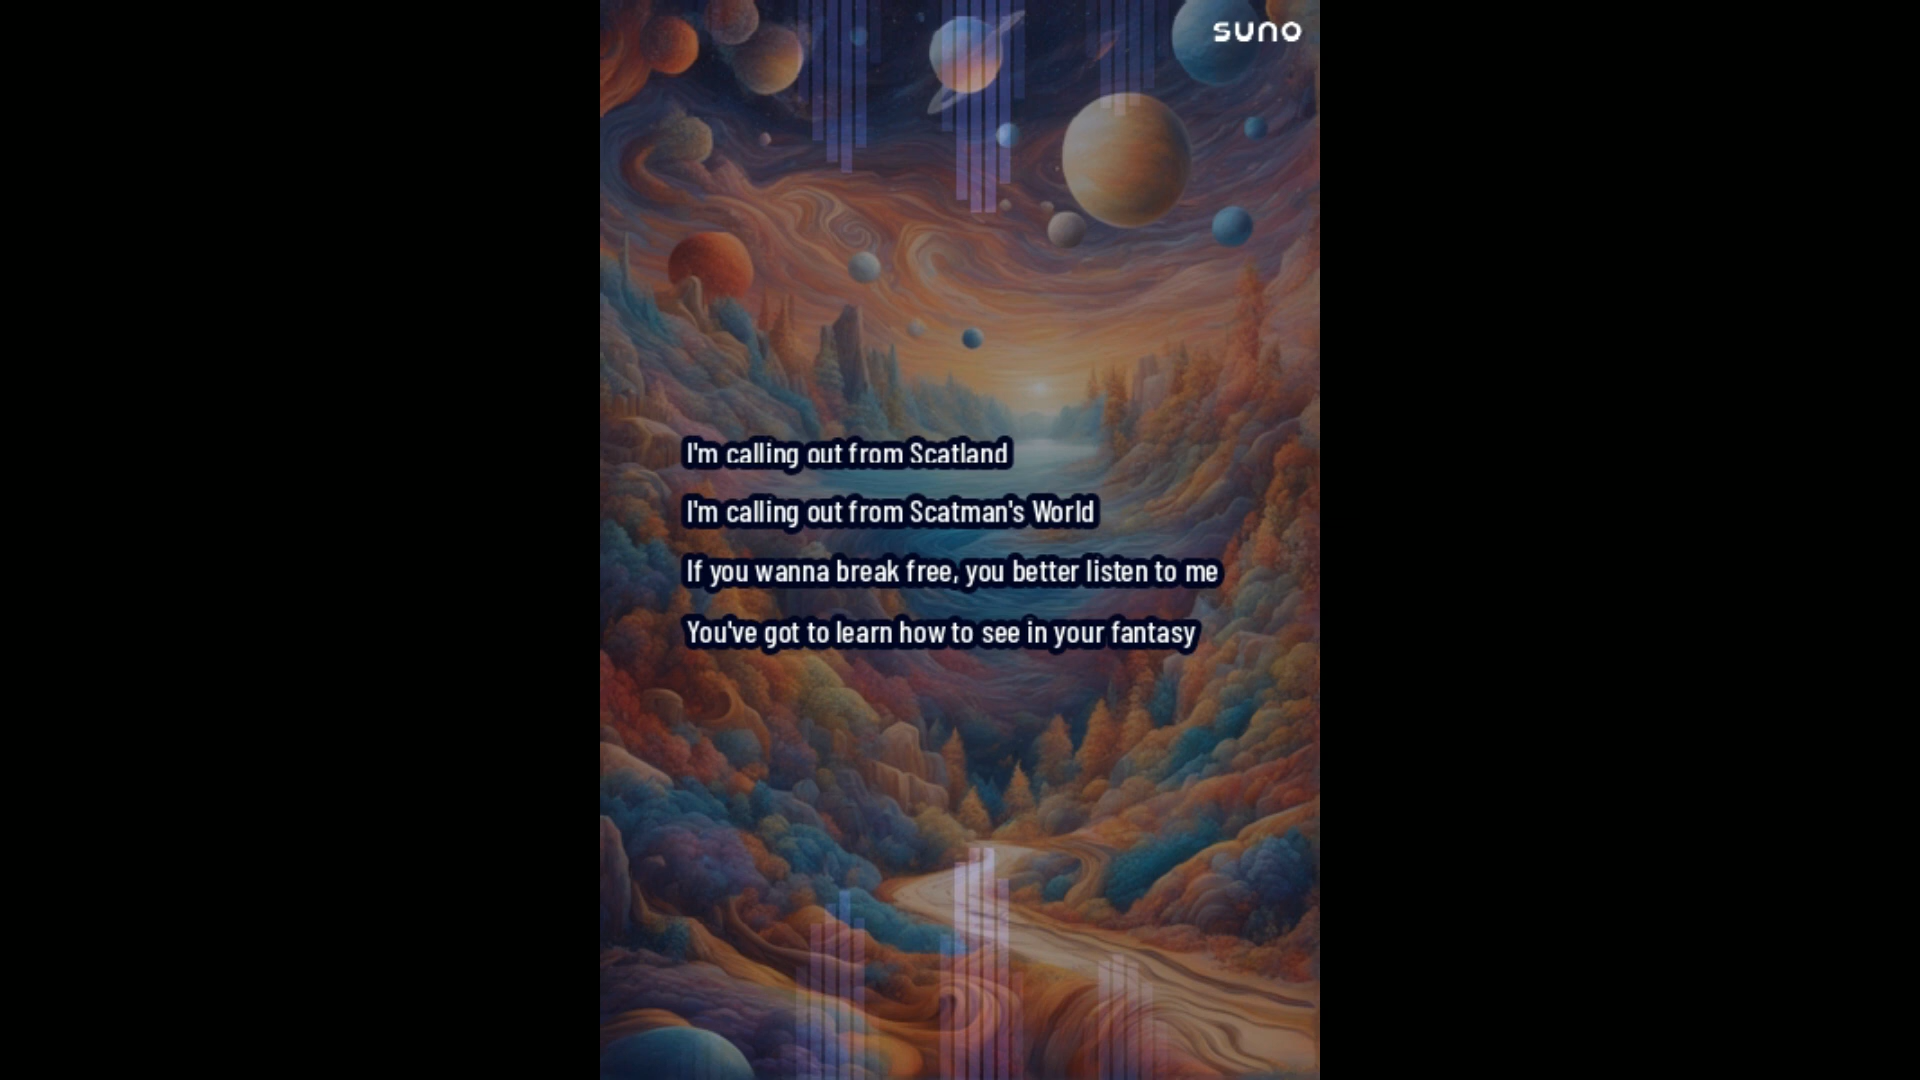 suno
I'm calling out from Scatland
I'm calling out from Scatman's World
If you wanna break free, you better listen to me
You've got to learn how to see in your fantasy